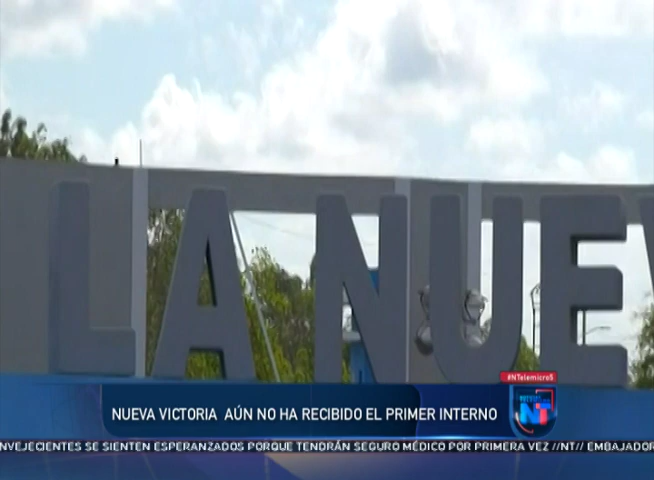 LA NUEV
#NTelemicro5
NT
NUEVA VICTORIA AÚN NO HA RECIBIDO EL PRIMER INTERNO
NVEJECIENTES SE SIENTEN ESPERANZADOS PORQUE TENDRÁN SEGURO MÉDICO POR PRIMERA VEZ //NT// EMBAJADOR